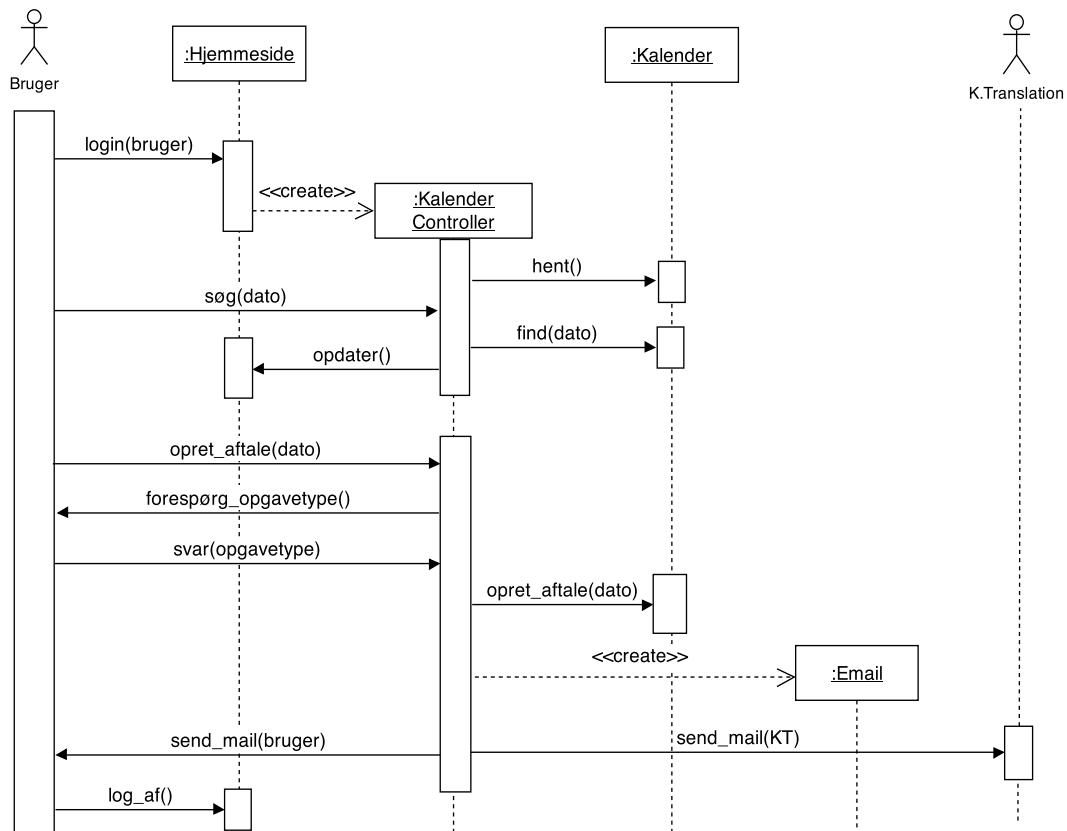 Bruger
:Hjemmeside
:Kalender
K.Translation
login(bruger)
<<create>>
:Kalender
Controller
hent()
søg(dato)
find(dato)
opdater()
opret_aftale(dato)
forespørg_opgavetype()
svar(opgavetype)
opret_aftale(dato)
<<create>>
:Email
send_mail(bruger)
send_mail(KT)
log_af()